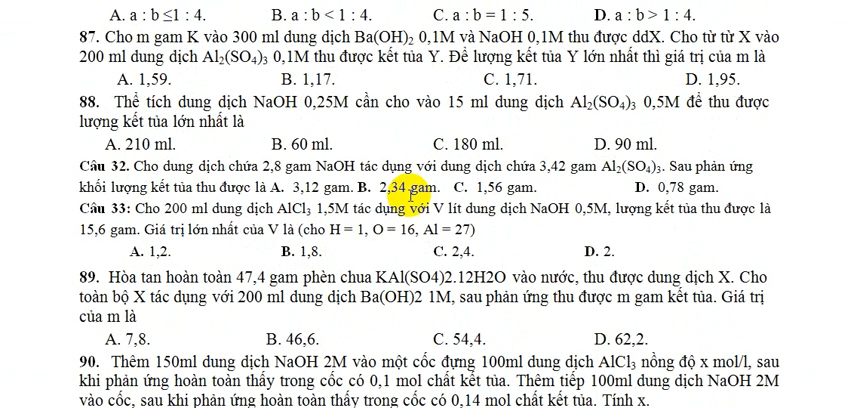 A. a : b ≤1 : 4. B. a : b < 1 : 4. C. a : b = 1 : 5. D. a : b > 1 : 4.
87. Cho m gam K vào 300 ml dung dịch Ba(OH)₂ 0,1M và NaOH 0,1M thu được ddX. Cho từ từ X vào
200 ml dung dịch Al₂(SO₄)₃ 0,1M thu được kết tủa Y. Để lượng kết tủa Y lớn nhất thì giá trị của m là
A. 1,59. B. 1,17. C. 1,71. D. 1,95.
88. Thể tích dung dịch NaOH 0,25M cần cho vào 15 ml dung dịch Al₂(SO₄)₃ 0,5M để thu được
lượng kết tủa lớn nhất là
A. 210 ml. B. 60 ml. C. 180 ml. D. 90 ml.
Câu 32. Cho dung dịch chứa 2,8 gam NaOH tác dụng với dung dịch chứa 3,42 gam Al₂(SO₄)₃. Sau phản ứng
khối lượng kết tủa thu được là A. 3,12 gam. B. 2,34 gam. C. 1,56 gam. D. 0,78 gam.
Câu 33: Cho 200 ml dung dịch AlCl₃ 1,5M tác dụng với V lít dung dịch NaOH 0,5M, lượng kết tủa thu được là
15,6 gam. Giá trị lớn nhất của V là (cho H = 1, O = 16, Al = 27)
A. 1,2. B. 1,8. C. 2,4. D. 2.
89. Hòa tan hoàn toàn 47,4 gam phèn chua KAl(SO4)2.12H2O vào nước, thu được dung dịch X. Cho
toàn bộ X tác dụng với 200 ml dung dịch Ba(OH)2 1M, sau phản ứng thu được m gam kết tủa. Giá trị
của m là
A. 7,8. B. 46,6. C. 54,4. D. 62,2.
90. Thêm 150ml dung dịch NaOH 2M vào một cốc đựng 100ml dung dịch AlCl₃ nồng độ x mol/l, sau
khi phản ứng hoàn toàn thấy trong cốc có 0,1 mol chất kết tủa. Thêm tiếp 100ml dung dịch NaOH 2M
vào cốc, sau khi phản ứng hoàn toàn thấy trong cốc có 0,14 mol chất kết tủa. Tính x.